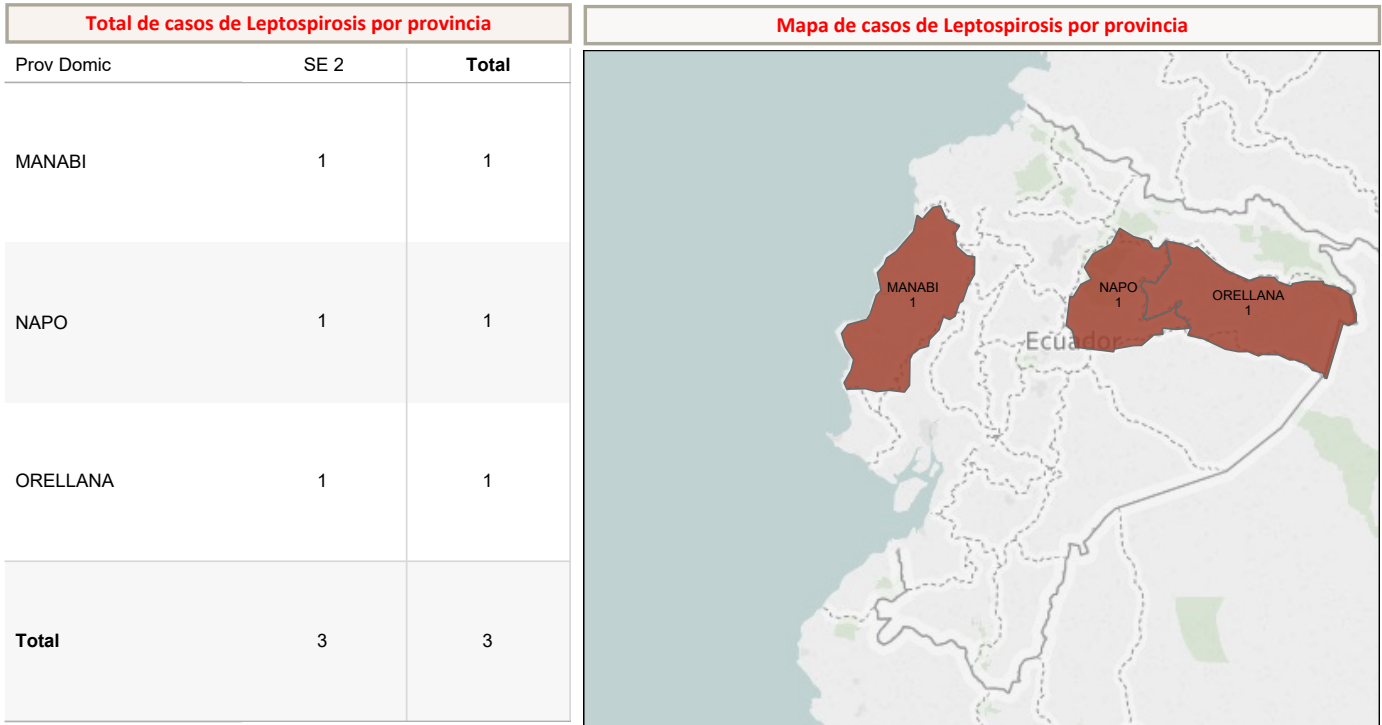 Total de casos de Leptospirosis por provincia
Prov Domic SE 2 Total
MANABI 1 1
NAPO 1 1
ORELLANA 1 1
Total 3 3
Mapa de casos de Leptospirosis por provincia
MANABI
1
NAPO
1
ORELLANA
1
Ecuador